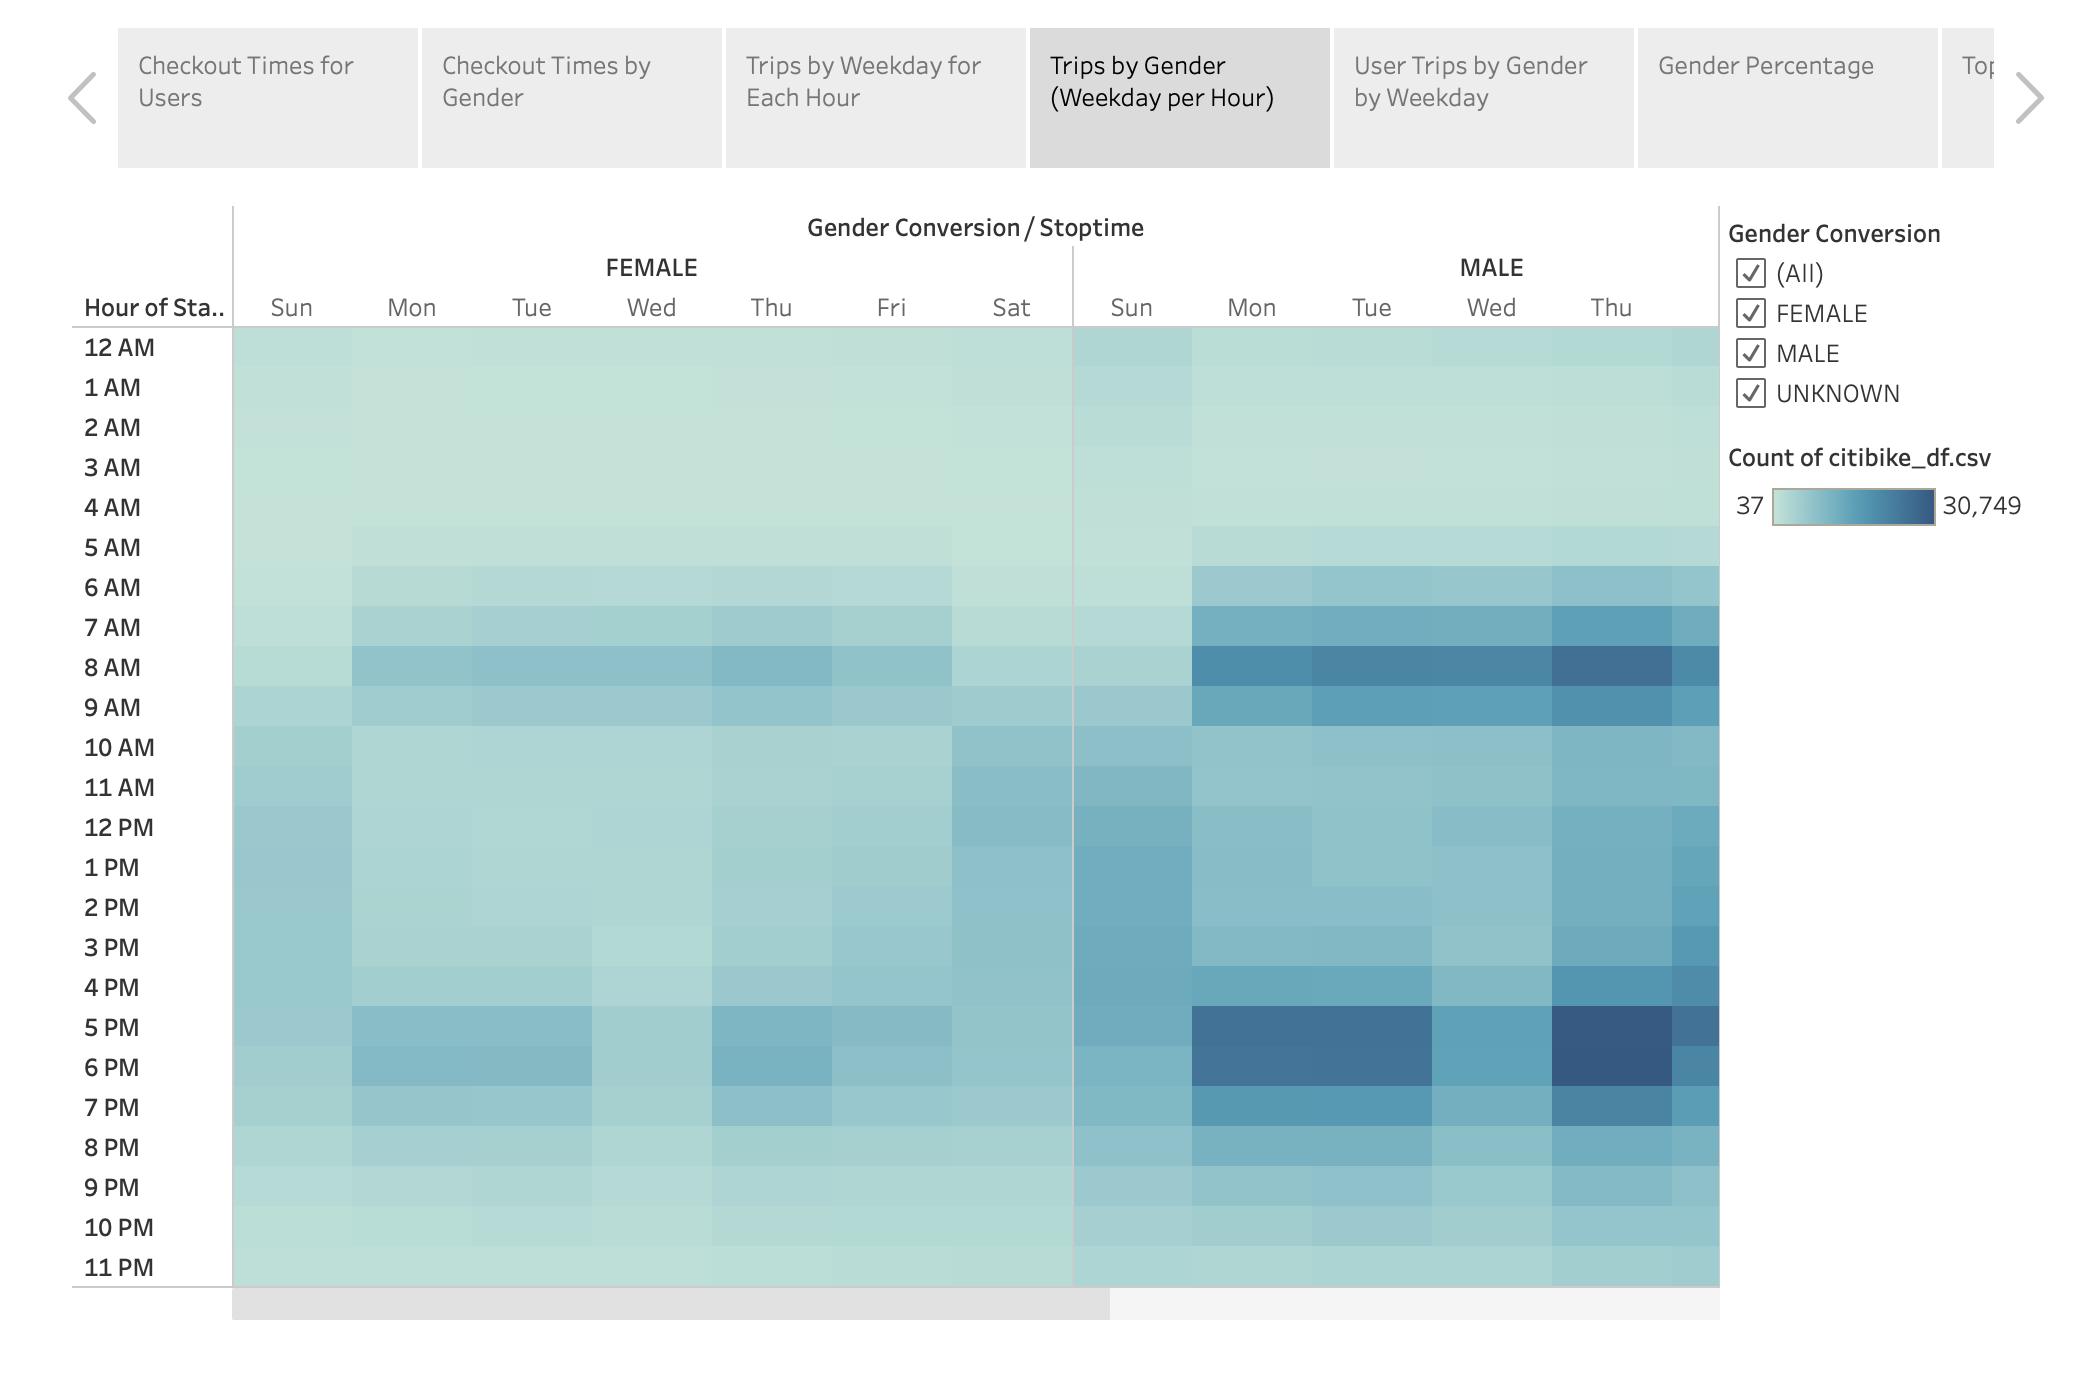 Checkout Times for
Users
Checkout Times by
Gender
Trips by Weekday for
Each Hour
Trips by Gender
(Weekday per Hour)
User Trips by Gender
by Weekday
Gender Percentage
Top
Gender Conversion / Stoptime
FEMALE MALE
Hour of Sta.. Sun Mon Tue Wed Thu Fri Sat Sun Mon Tue Wed Thu
12 AM
1 AM
2 AM
3 AM
4 AM
5 AM
6 AM
7 AM
8 AM
9 AM
10 AM
11 AM
12 PM
1 PM
2 PM
3 PM
4 PM
5 PM
6 PM
7 PM
8 PM
9 PM
10 PM
11 PM
Gender Conversion
(All)
FEMALE
MALE
UNKNOWN
Count of citibike_df.csv
37 30,749